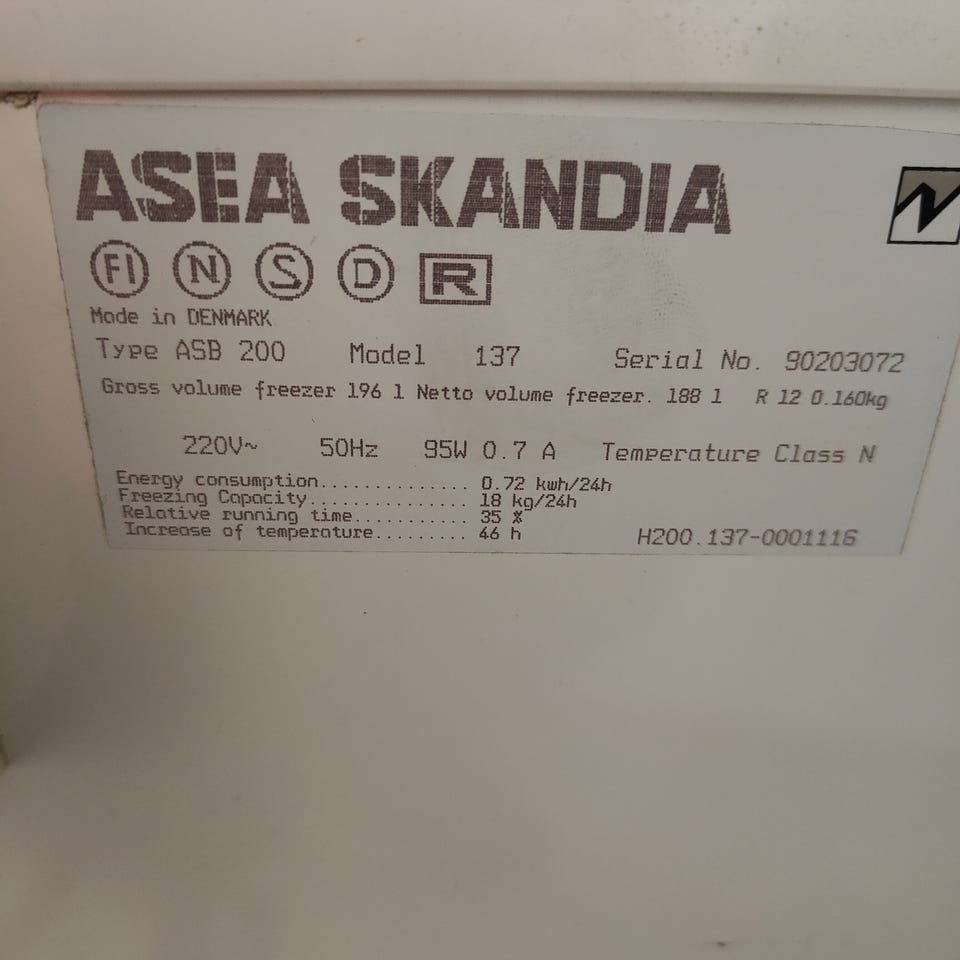 ASEA SKANDIA
FI N S D R
Made in DENMARK
Type ASB 200 Model 137 Serial No. 90203072
Gross volume freezer 196 l Netto volume freezer. 188 l R 12 0.160kg
220V~ 50Hz 95W 0.7 A Temperature Class N
Energy consumption.............. 0.72 kwh/24h
Freezing Capacity............... 18 kg/24h
Relative running time........... 35 %
Increase of temperature......... 46 h
H200.137-0001116